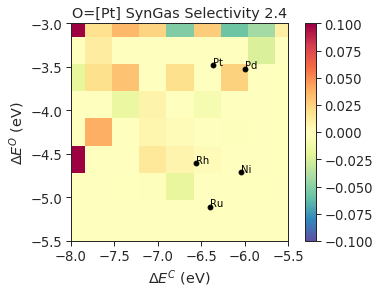 O=[Pt] SynGas Selectivity 2.4
−3.0
−3.5
−4.0
−4.5
−5.0
−5.5
ΔE^O (eV)
Pt
Pd
Rh
Ni
Ru
−8.0 −7.5 −7.0 −6.5 −6.0 −5.5
ΔE^C (eV)
0.100
0.075
0.050
0.025
0.000
−0.025
−0.050
−0.075
−0.100